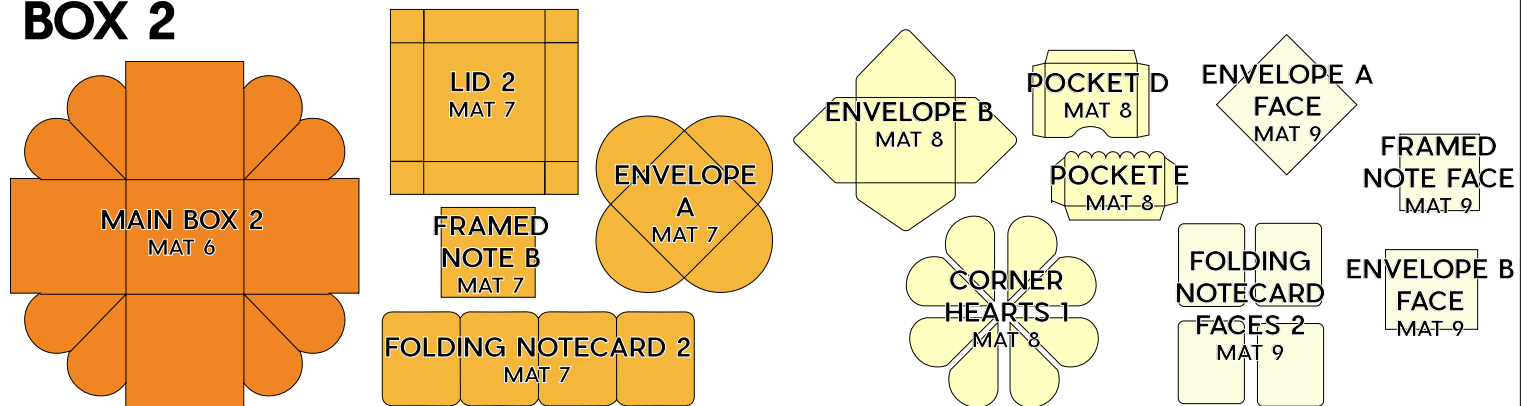 BOX 2
MAIN BOX 2
MAT 6
LID 2
MAT 7
FRAMED
NOTE B
MAT 7
ENVELOPE
A
MAT 7
FOLDING NOTECARD 2
MAT 7
ENVELOPE B
MAT 8
POCKET D
MAT 8
POCKET E
MAT 8
CORNER
HEARTS 1
MAT 8
ENVELOPE A
FACE
MAT 9
FRAMED
NOTE FACE
MAT 9
FOLDING
NOTECARD
FACES 2
MAT 9
ENVELOPE B
FACE
MAT 9